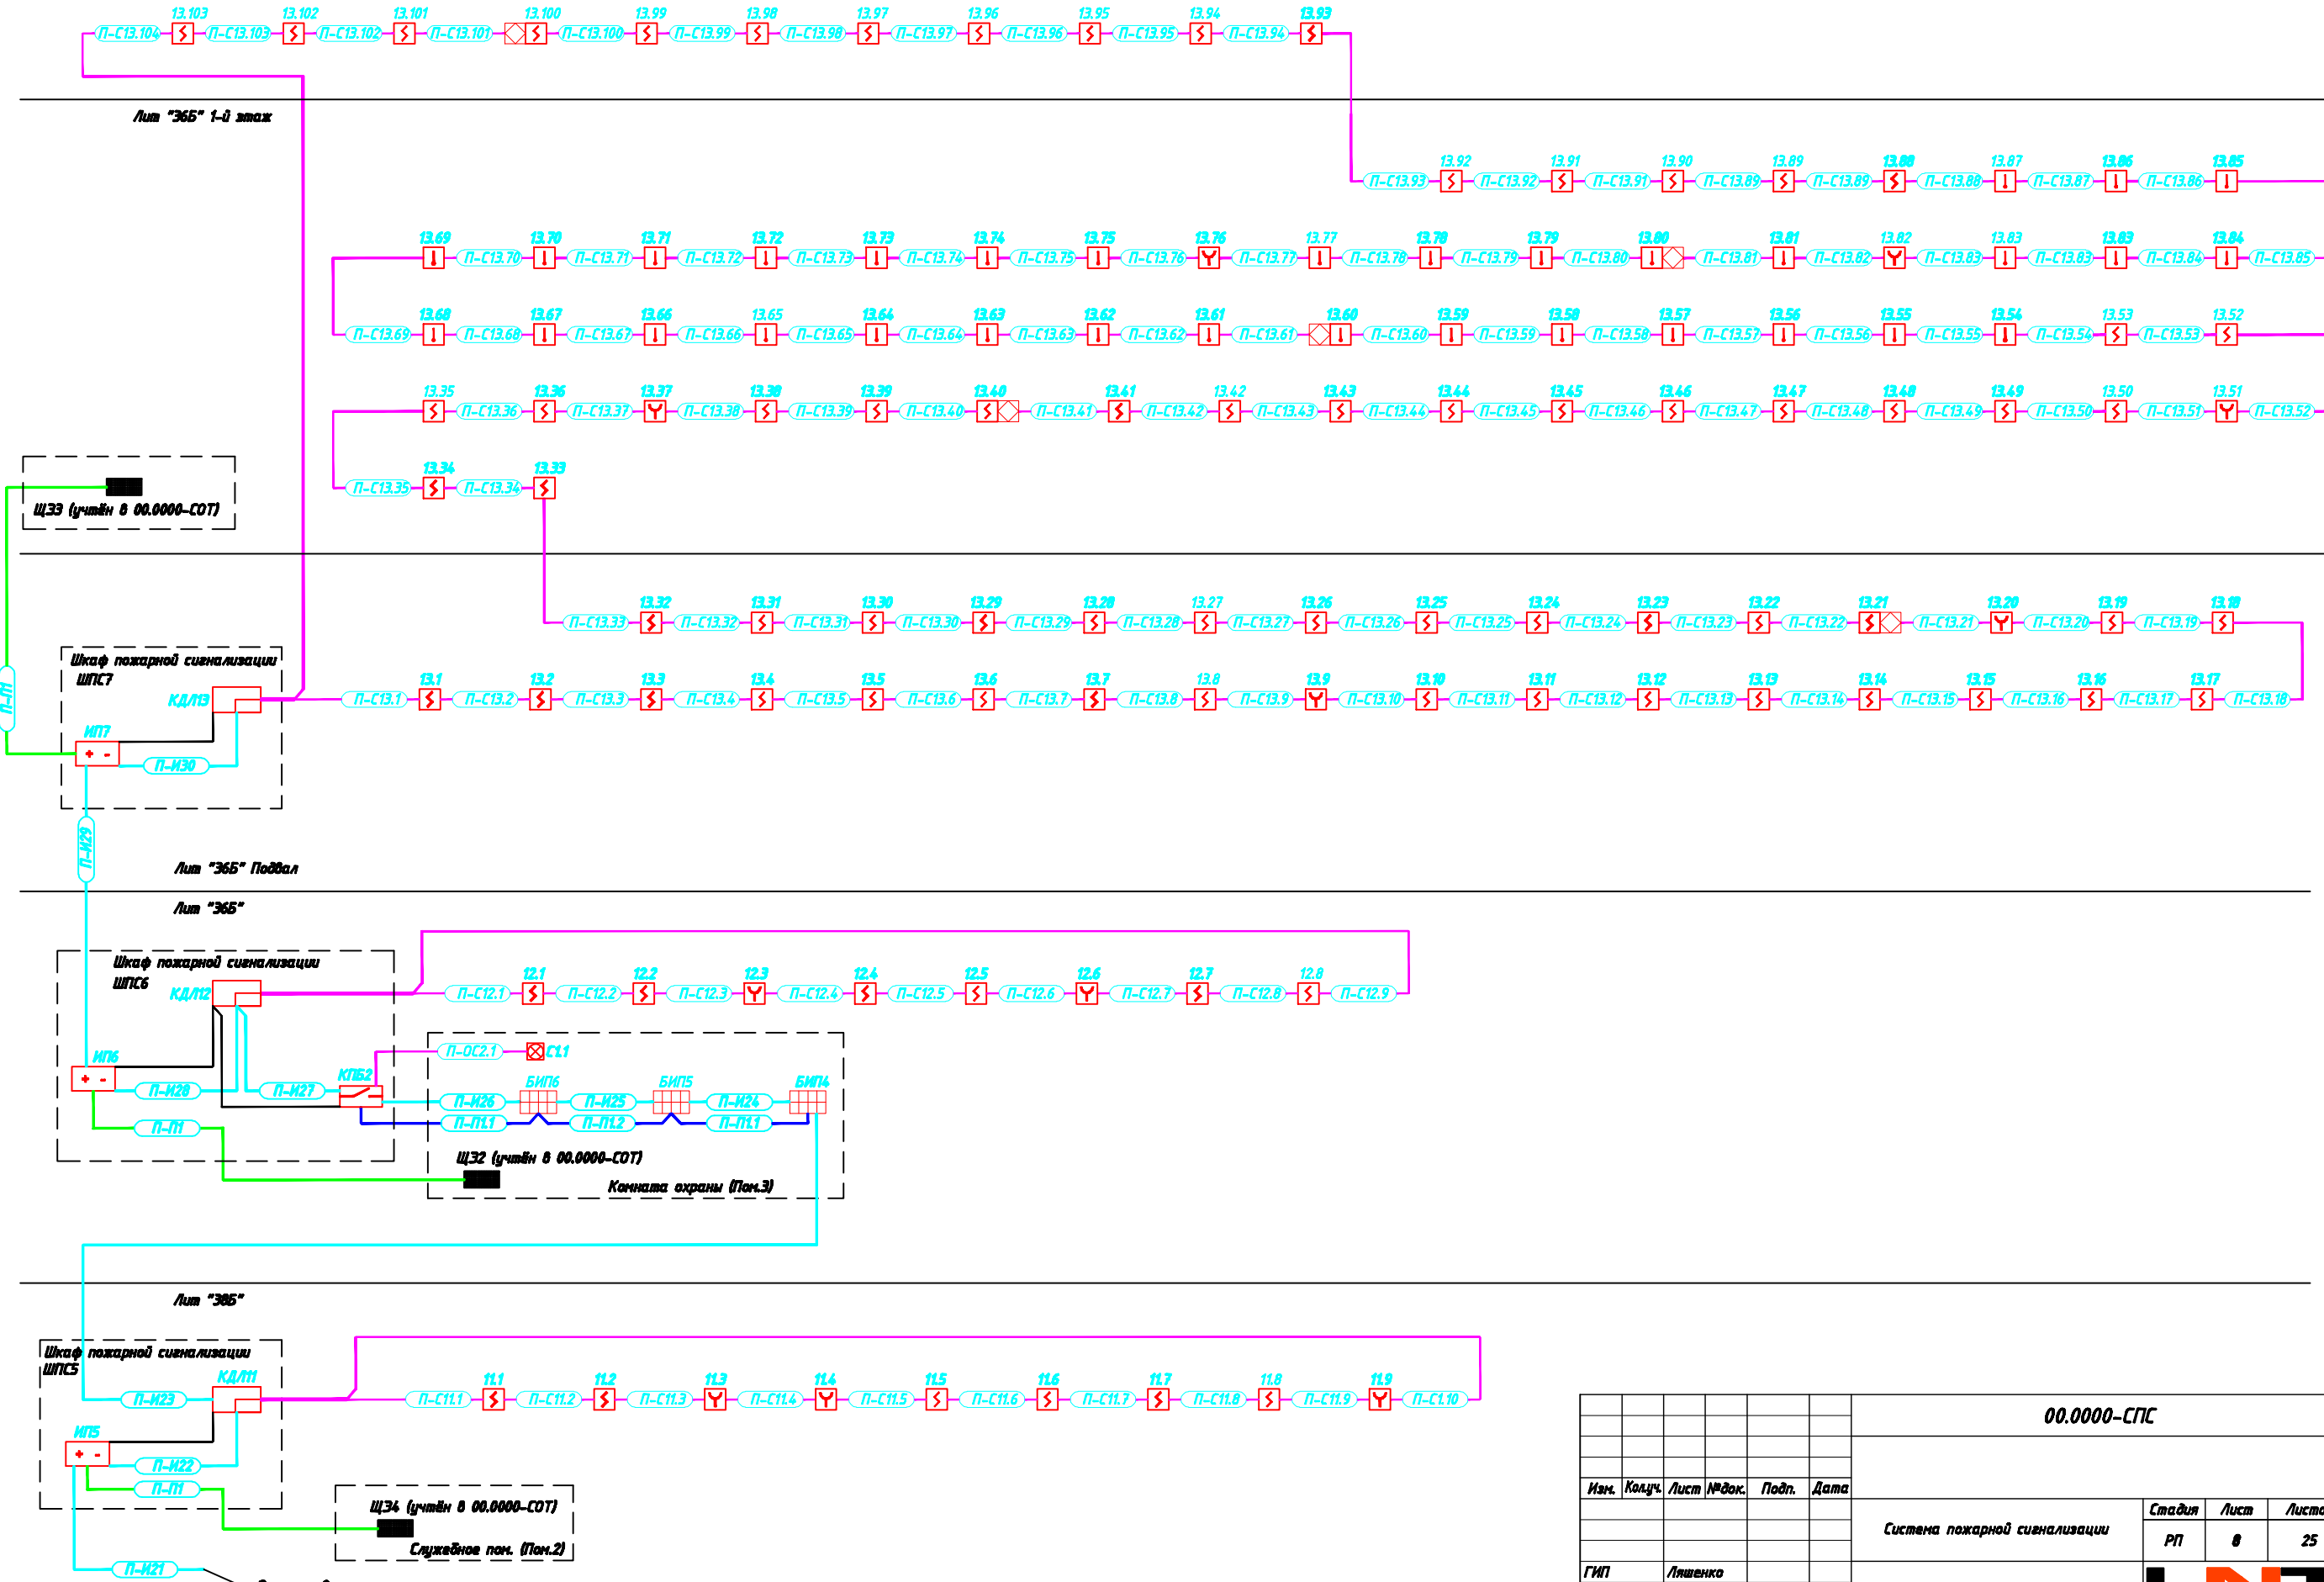 13.103 13.102 13.101 13.100 13.99 13.98 13.97 13.96 13.95 13.94 13.93
П-С13.104 П-С13.103 П-С13.102 П-С13.101 П-С13.100 П-С13.99 П-С13.98 П-С13.97 П-С13.96 П-С13.95 П-С13.94
Лит "36Б" 1-й этаж
13.92 13.91 13.90 13.89 13.88 13.87 13.86 13.85
П-С13.93 П-С13.92 П-С13.91 П-С13.89 П-С13.89 П-С13.88 П-С13.87 П-С13.86
13.69 13.70 13.71 13.72 13.73 13.74 13.75 13.76 13.77 13.78 13.79 13.80 13.81 13.82 13.83 13.83 13.84
П-С13.70 П-С13.71 П-С13.72 П-С13.73 П-С13.74 П-С13.75 П-С13.76 П-С13.77 П-С13.78 П-С13.79 П-С13.80 П-С13.81 П-С13.82 П-С13.83 П-С13.83 П-С13.84 П-С13.85
13.68 13.67 13.66 13.65 13.64 13.63 13.62 13.61 13.60 13.59 13.58 13.57 13.56 13.55 13.54 13.53 13.52
П-С13.69 П-С13.68 П-С13.67 П-С13.66 П-С13.65 П-С13.64 П-С13.63 П-С13.62 П-С13.61 П-С13.60 П-С13.59 П-С13.58 П-С13.57 П-С13.56 П-С13.55 П-С13.54 П-С13.53
13.35 13.36 13.37 13.38 13.39 13.40 13.41 13.42 13.43 13.44 13.45 13.46 13.47 13.48 13.49 13.50 13.51
П-С13.36 П-С13.37 П-С13.38 П-С13.39 П-С13.40 П-С13.41 П-С13.42 П-С13.43 П-С13.44 П-С13.45 П-С13.46 П-С13.47 П-С13.48 П-С13.49 П-С13.50 П-С13.51 П-С13.52
13.34 13.33
П-С13.35 П-С13.34
ЩЭ3 (учтён в 00.0000-СОТ)
13.32 13.31 13.30 13.29 13.28 13.27 13.26 13.25 13.24 13.23 13.22 13.21 13.20 13.19 13.18
П-С13.33 П-С13.32 П-С13.31 П-С13.30 П-С13.29 П-С13.28 П-С13.27 П-С13.26 П-С13.25 П-С13.24 П-С13.23 П-С13.22 П-С13.21 П-С13.20 П-С13.19
Шкаф пожарной сигнализации
ШПС7
КДЛ13
13.1 13.2 13.3 13.4 13.5 13.6 13.7 13.8 13.9 13.10 13.11 13.12 13.13 13.14 13.15 13.16 13.17
П-С13.1 П-С13.2 П-С13.3 П-С13.4 П-С13.5 П-С13.6 П-С13.7 П-С13.8 П-С13.9 П-С13.10 П-С13.11 П-С13.12 П-С13.13 П-С13.14 П-С13.15 П-С13.16 П-С13.17 П-С13.18
П-П1
ИП7
+ -
П-И30
П-И29
Лит "36Б" Подвал
Лит "36Б"
Шкаф пожарной сигнализации
ШПС6
КДЛ12
12.1 12.2 12.3 12.4 12.5 12.6 12.7 12.8
П-С12.1 П-С12.2 П-С12.3 П-С12.4 П-С12.5 П-С12.6 П-С12.7 П-С12.8 П-С12.9
П-ОС2.1 С1.1
ИП6
+ -
П-И28 П-И27
КПБ2
БИП6 БИП5 БИП4
П-И26 П-И25 П-И24
П-П1.1 П-П1.2 П-П1.1
П-П1
ЩЭ2 (учтён в 00.0000-СОТ)
Комната охраны (Пом.3)
Лит "38Б"
Шкаф пожарной сигнализации
ШПС5
КДЛ11
П-И23
11.1 11.2 11.3 11.4 11.5 11.6 11.7 11.8 11.9
П-С11.1 П-С11.2 П-С11.3 П-С11.4 П-С11.5 П-С11.6 П-С11.7 П-С11.8 П-С11.9 П-С1.10
ИП5
+ -
П-И22
П-П1
ЩЭ4 (учтён в 00.0000-СОТ)
Служебное пом. (Пом.2)
П-И21
00.0000-СПС
Изм. Кол.уч. Лист №док. Подп. Дата
Система пожарной сигнализации
Стадия Лист Листо
РП 8 25
ГИП Ляшенко